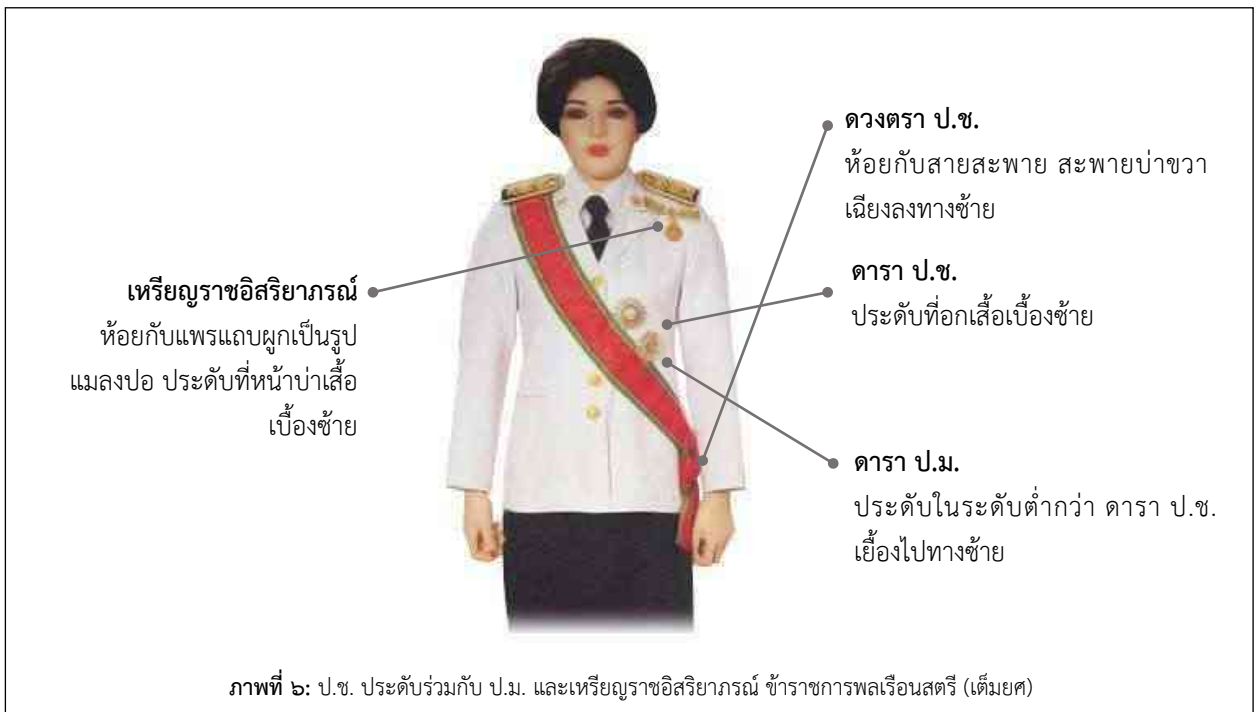 ดวงตรา ป.ช.
ห้อยกับสายสะพาย สะพายบ่าขวา
เฉียงลงทางซ้าย
ดารา ป.ช.
ประดับที่อกเสื้อเบื้องซ้าย
เหรียญราชอิสริยาภรณ์
ห้อยกับแพรแถบผูกเป็นรูป
แมลงปอ ประดับที่หน้าบ่าเสื้อ
เบื้องซ้าย
ดารา ป.ม.
ประดับในระดับต่ำกว่า ดารา ป.ช.
เยื้องไปทางซ้าย
ภาพที่ ๖: ป.ช. ประดับร่วมกับ ป.ม. และเหรียญราชอิสริยาภรณ์ ข้าราชการพลเรือนสตรี (เต็มยศ)